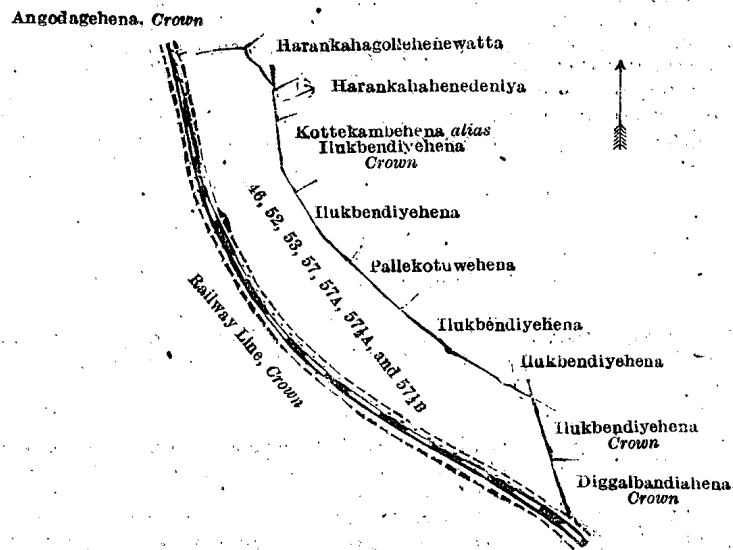 Angodagehena, Crown
Harankahagollehenewatta
Harankahahenedeniya
Kottekambehena alias
Ilukbendiyehena
Crown
Ilukbendiyehena
46, 52, 53, 57, 57A, 57½A, and 57½B
Pallekotuwehena
Railway Line, Crown
Ilukbendiyehena
Ilukbendiyehena
Ilukbendiyehena
Crown
Diggalbandiahena
Crown